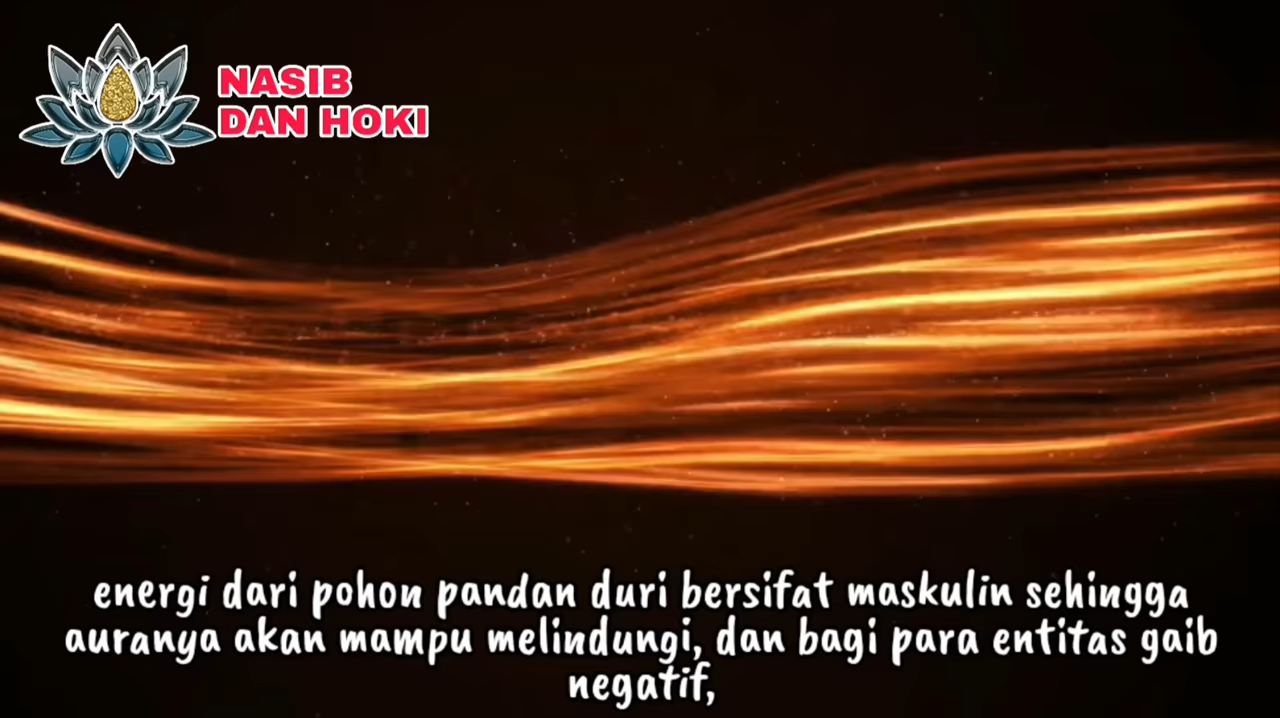 NASIB
DAN HOKI
energi dari pohon pandan duri bersifat maskulin sehingga
auranya akan mampu melindungi, dan bagi para entitas gaib
negatif,